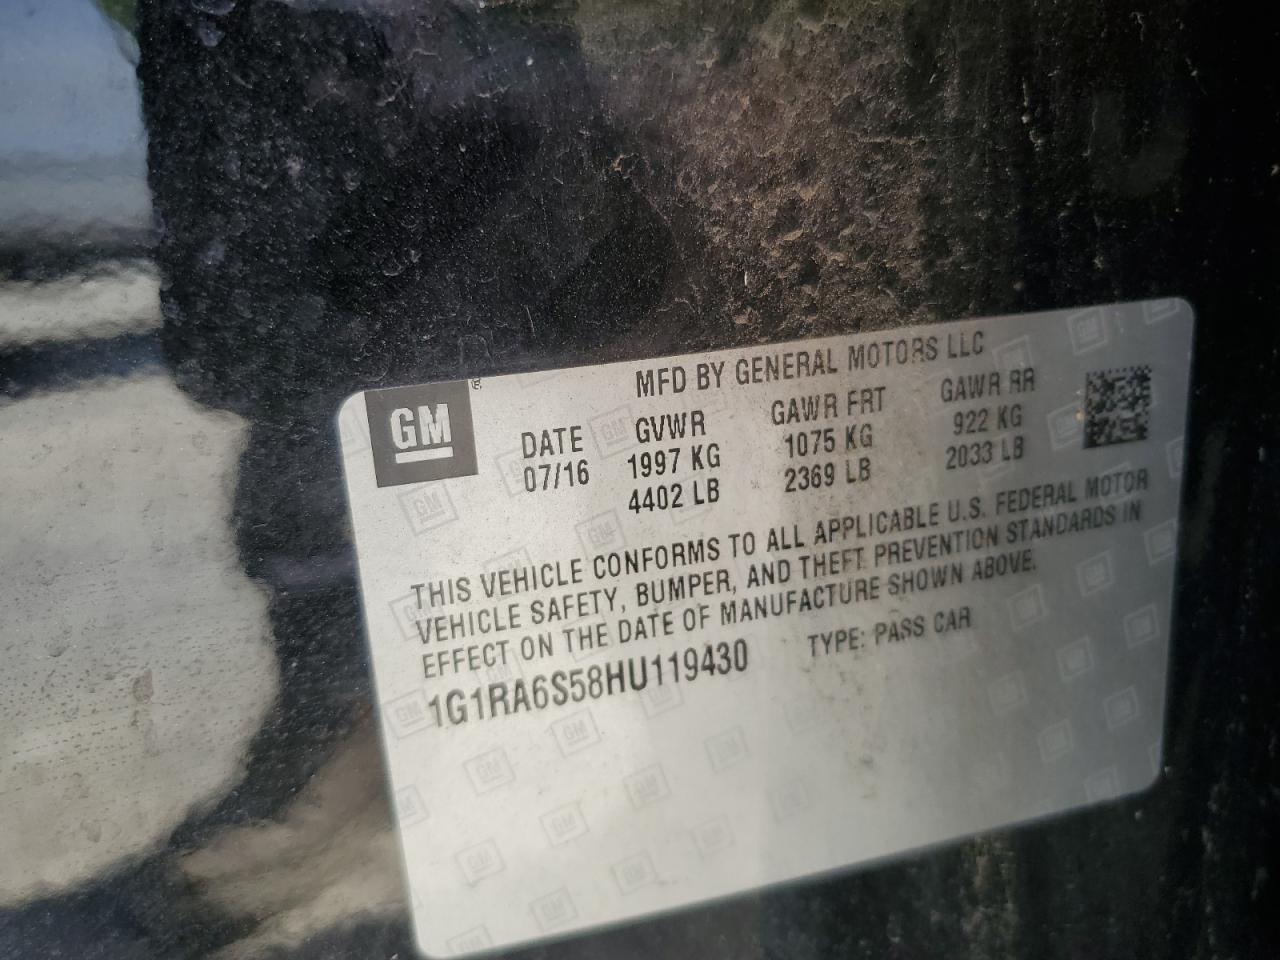 MFD BY GENERAL MOTORS LLC
GM®
DATE GVWR GAWR FRT GAWR RR
07/16 1997 KG 1075 KG 922 KG
4402 LB 2369 LB 2033 LB
THIS VEHICLE CONFORMS TO ALL APPLICABLE U.S. FEDERAL MOTOR
VEHICLE SAFETY, BUMPER, AND THEFT PREVENTION STANDARDS IN
EFFECT ON THE DATE OF MANUFACTURE SHOWN ABOVE.
1G1RA6S58HU119430 TYPE: PASS CAR